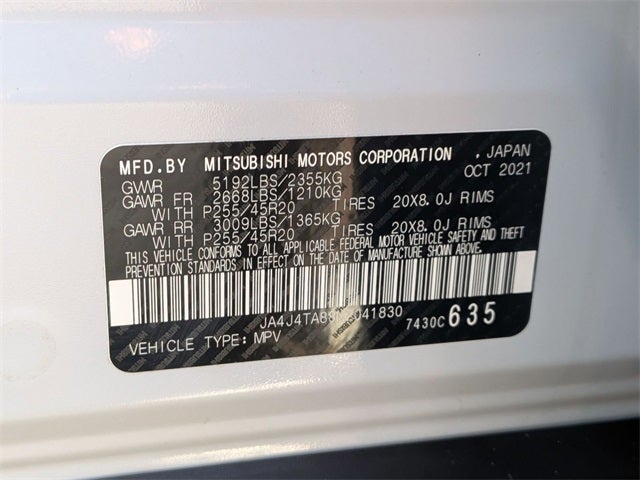 MFD.BY MITSUBISHI MOTORS CORPORATION , JAPAN
GVWR 5192LBS/2355KG OCT 2021
GAWR FR 2668LBS/1210KG
WITH P255/45R20 TIRES 20X8.0J RIMS
GAWR RR 3009LBS/1365KG
WITH P255/45R20 TIRES 20X8.0J RIMS
THIS VEHICLE CONFORMS TO ALL APPLICABLE FEDERAL MOTOR VEHICLE SAFETY AND THEFT
PREVENTION STANDARDS IN EFFECT ON THE DATE OF MANUFACTURE SHOWN ABOVE.
7430C 635
VEHICLE TYPE: MPV